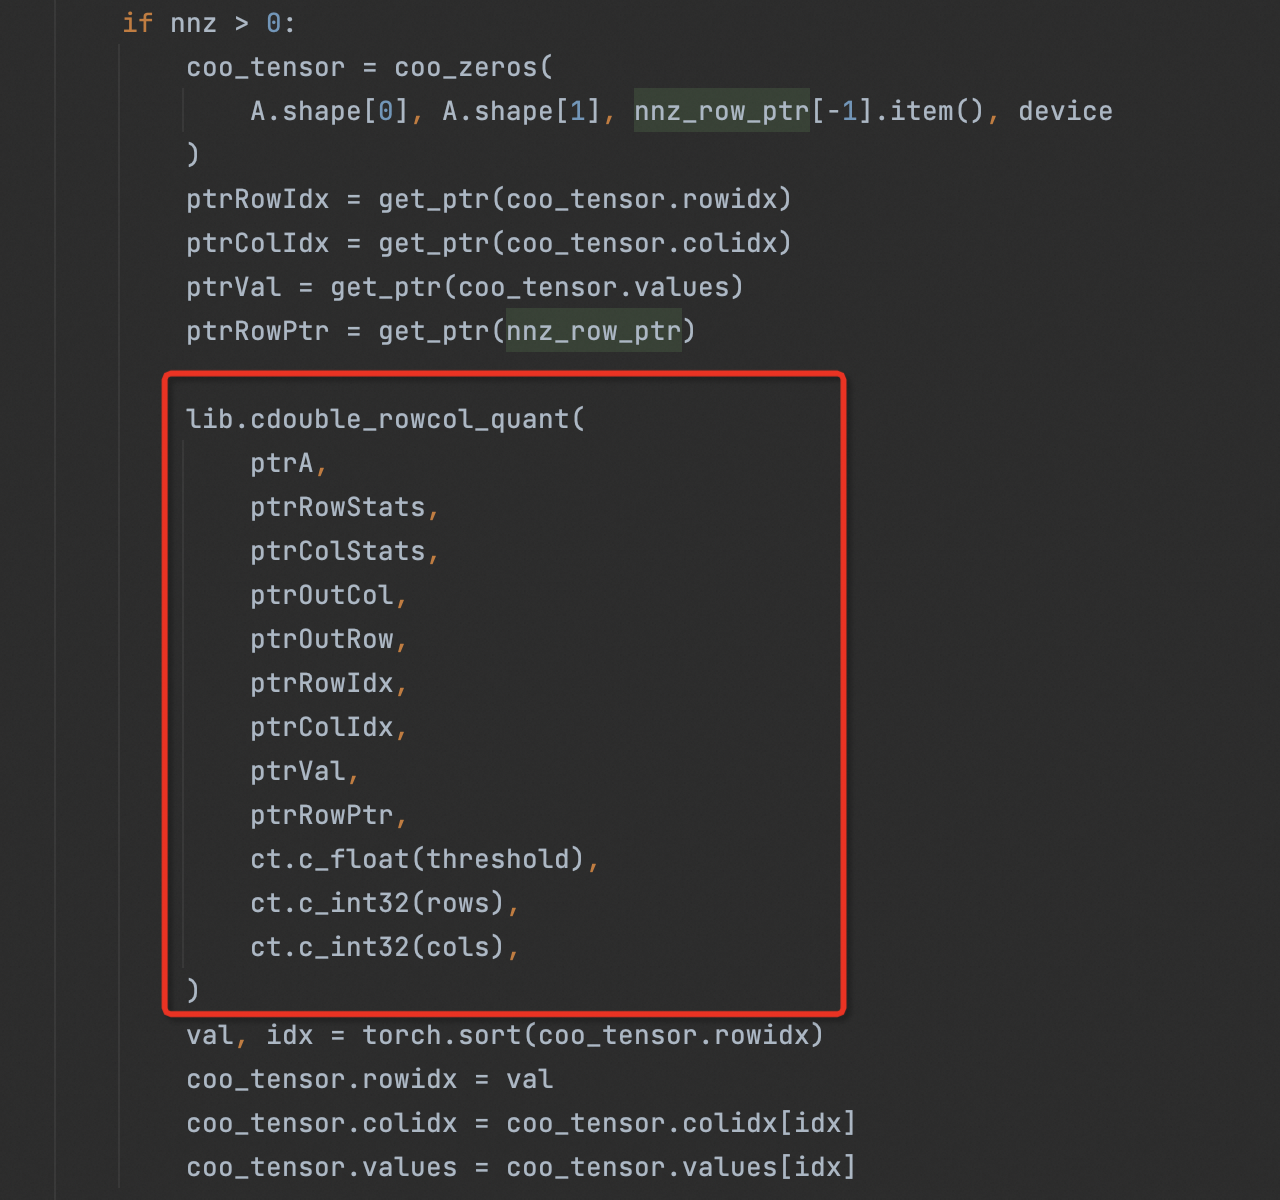 if nnz > 0:
coo_tensor = coo_zeros(
A.shape[0], A.shape[1], nnz_row_ptr[-1].item(), device
)
ptrRowIdx = get_ptr(coo_tensor.rowidx)
ptrColIdx = get_ptr(coo_tensor.colidx)
ptrVal = get_ptr(coo_tensor.values)
ptrRowPtr = get_ptr(nnz_row_ptr)
lib.cdouble_rowcol_quant(
ptrA,
ptrRowStats,
ptrColStats,
ptrOutCol,
ptrOutRow,
ptrRowIdx,
ptrColIdx,
ptrVal,
ptrRowPtr,
ct.c_float(threshold),
ct.c_int32(rows),
ct.c_int32(cols),
)
val, idx = torch.sort(coo_tensor.rowidx)
coo_tensor.rowidx = val
coo_tensor.colidx = coo_tensor.colidx[idx]
coo_tensor.values = coo_tensor.values[idx]